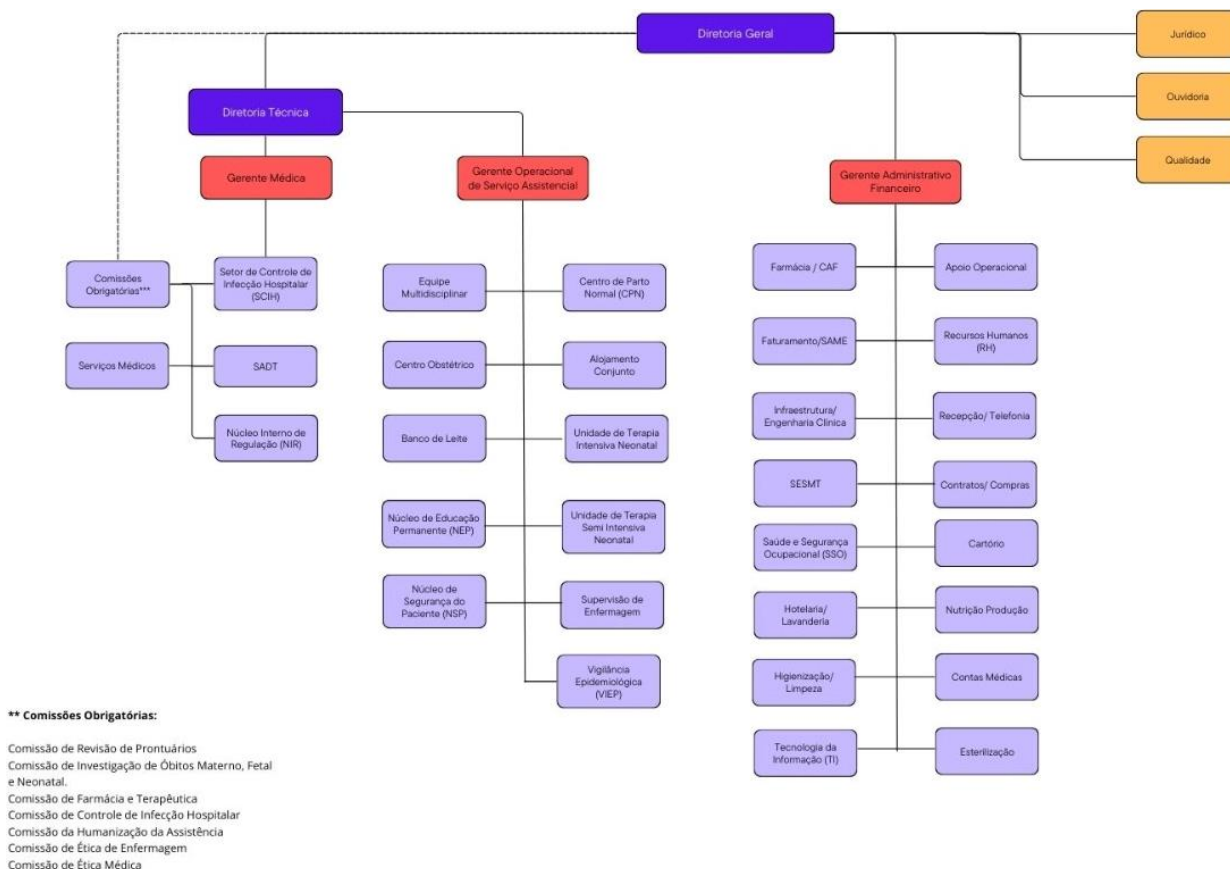 Diretoria Geral
Jurídico
Ouvidoria
Qualidade
Diretoria Técnica
Gerente Médica
Gerente Operacional
de Serviço Assistencial
Gerente Administrativo
Financeiro
Comissões
Obrigatórias***
Setor de Controle de
Infecção Hospitalar
(SCIH)
Serviços Médicos
SADT
Núcleo Interno de
Regulação (NIR)
Equipe
Multidisciplinar
Centro de Parto
Normal (CPN)
Centro Obstétrico
Alojamento
Conjunto
Banco de Leite
Unidade de Terapia
Intensiva Neonatal
Núcleo de Educação
Permanente (NEP)
Unidade de Terapia
Semi Intensiva
Neonatal
Núcleo de
Segurança do
Paciente (NSP)
Supervisão de
Enfermagem
Vigilância
Epidemiológica
(VIEP)
Farmácia / CAF
Apoio Operacional
Faturamento/SAME
Recursos Humanos
(RH)
Infraestrutura/
Engenharia Clínica
Recepção/ Telefonia
SESMT
Contratos/ Compras
Saúde e Segurança
Ocupacional (SSO)
Cartório
Hotelaria/
Lavanderia
Nutrição Produção
Higienização/
Limpeza
Contas Médicas
Tecnologia da
Informação (TI)
Esterilização
** Comissões Obrigatórias:
Comissão de Revisão de Prontuários
Comissão de Investigação de Óbitos Materno, Fetal
e Neonatal.
Comissão de Farmácia e Terapêutica
Comissão de Controle de Infecção Hospitalar
Comissão da Humanização da Assistência
Comissão de Ética de Enfermagem
Comissão de Ética Médica